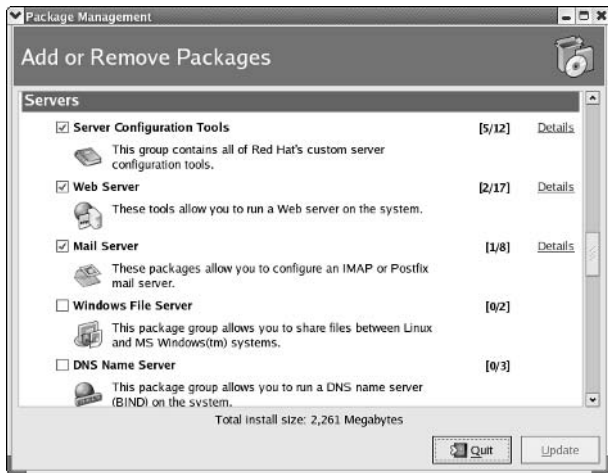 Package Management
Add or Remove Packages
Servers
Server Configuration Tools [5/12] Details
This group contains all of Red Hat's custom server
configuration tools.
Web Server [2/17] Details
These tools allow you to run a Web server on the system.
Mail Server [1/8] Details
These packages allow you to configure an IMAP or Postfix
mail server.
Windows File Server [0/2]
This package group allows you to share files between Linux
and MS Windows(tm) systems.
DNS Name Server [0/3]
This package group allows you to run a DNS name server
(BIND) on the system.
Total install size: 2,261 Megabytes
Quit Update